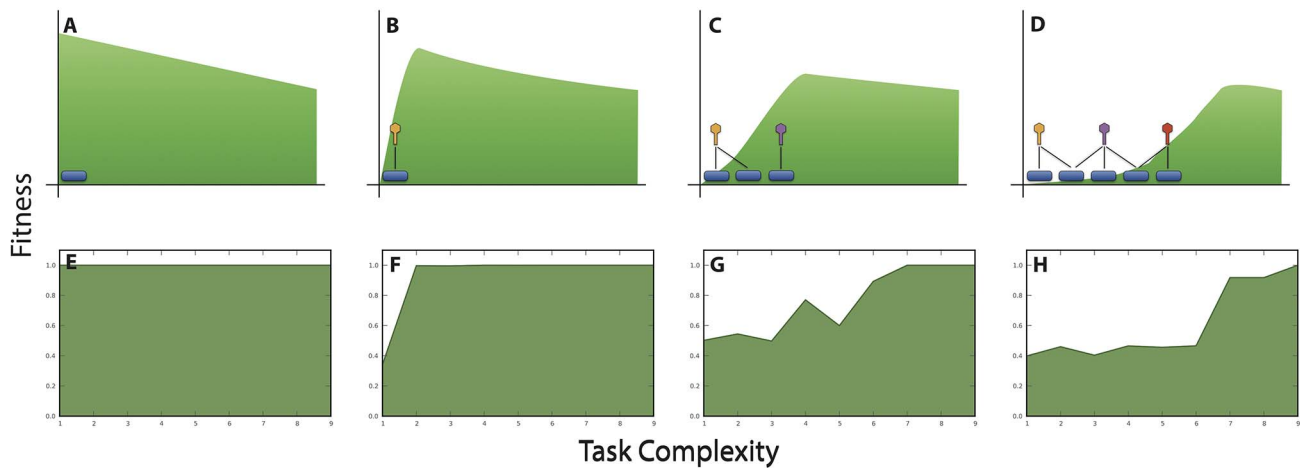 A B C D
Fitness
E F G H
1.0 1.0 1.0 1.0
0.8 0.8 0.8 0.8
0.6 0.6 0.6 0.6
0.4 0.4 0.4 0.4
0.2 0.2 0.2 0.2
0.0 0.0 0.0 0.0
1 2 3 4 5 6 7 8 9 1 2 3 4 5 6 7 8 9 1 2 3 4 5 6 7 8 9 1 2 3 4 5 6 7 8 9
Task Complexity